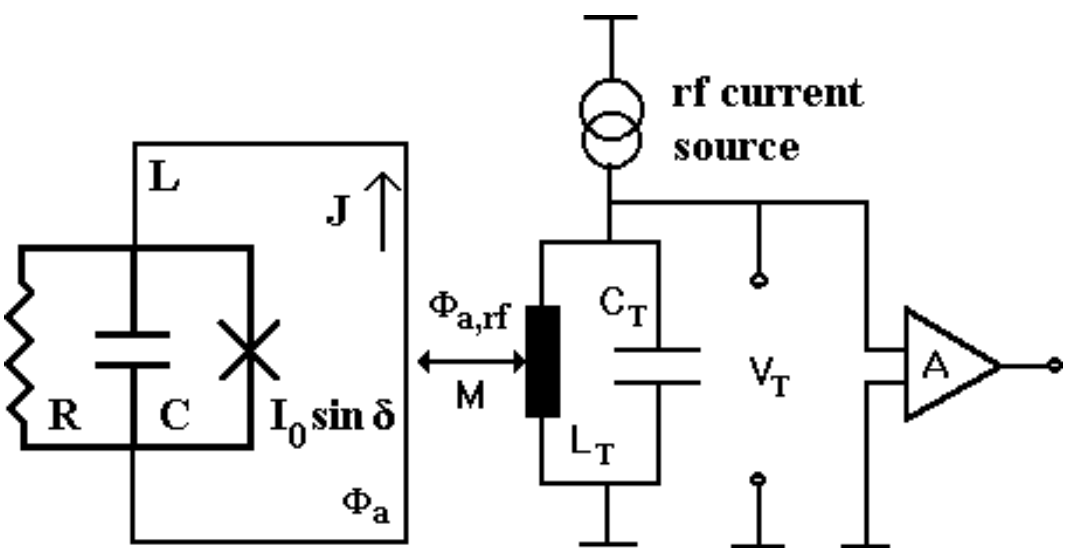 rf current
source
L
J
Φa,rf
M
CT
LT
VT
A
R
C
I0 sin δ
Φa